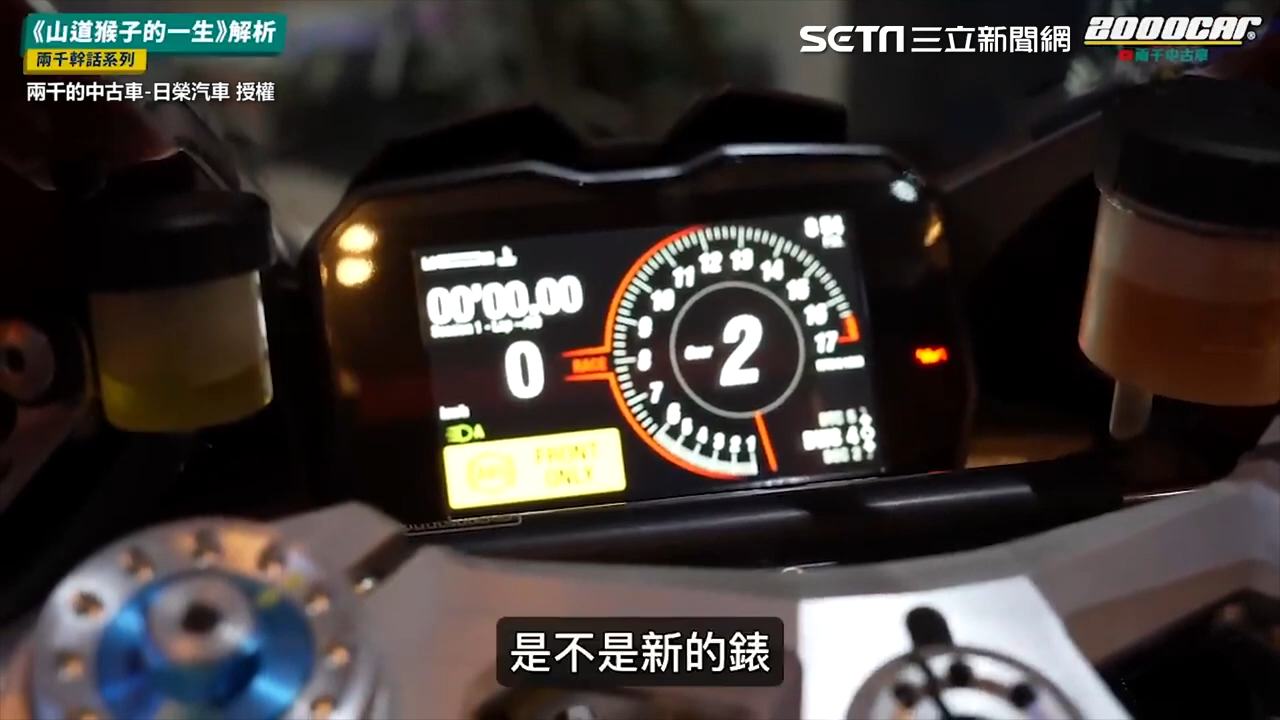 《山道猴子的一生》解析
兩千幹話系列
兩千的中古車-日榮汽車 授權
SETN三立新聞網
2000CAR®
兩千中古車
00'00.00
0
km/h
A
FRONT
ONLY
RACE
1
2
3
4
5
6
7
8
9
10
11
12
13
14
15
16
17
2
是不是新的錶